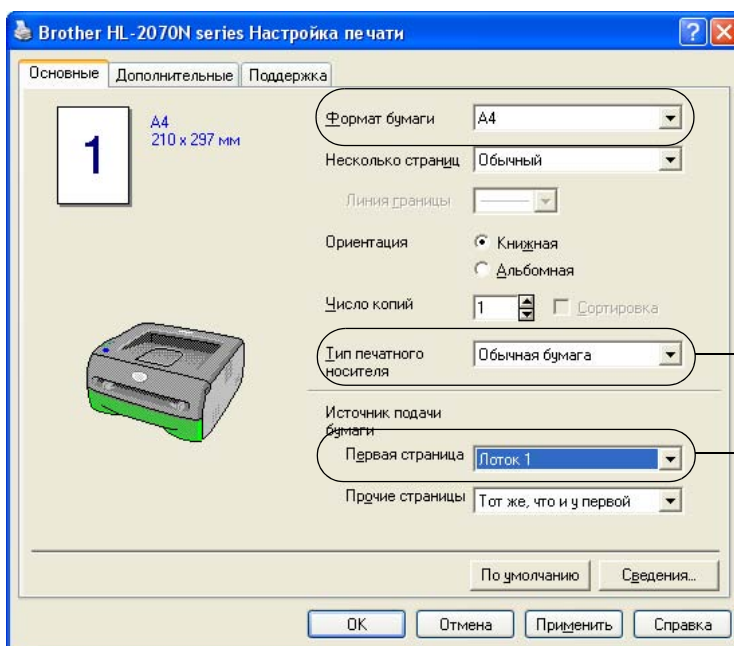 Brother HL-2070N series Настройка печати
Основные Дополнительные Поддержка
1
A4
210 x 297 мм
Формат бумаги A4
Несколько страниц Обычный
Линия границы
Ориентация Книжная
Альбомная
Число копий 1 Сортировка
Тип печатного
носителя
Обычная бумага
Источник подачи
бумаги
Первая страница Лоток 1
Прочие страницы Тот же, что и у первой
По умолчанию Сведения...
OK Отмена Применить Справка